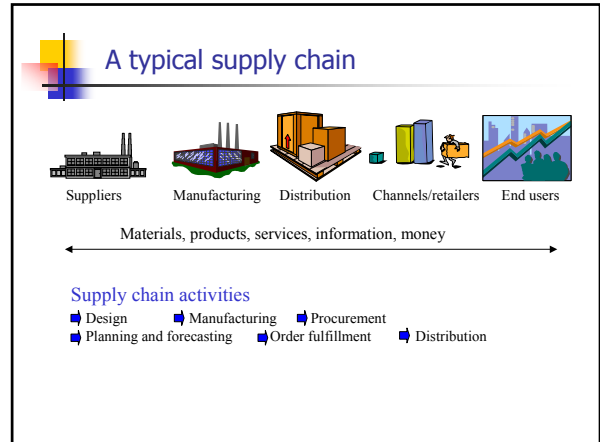 A typical supply chain
Suppliers Manufacturing Distribution Channels/retailers End users
Materials, products, services, information, money
Supply chain activities
Design Manufacturing Procurement
Planning and forecasting Order fulfillment Distribution